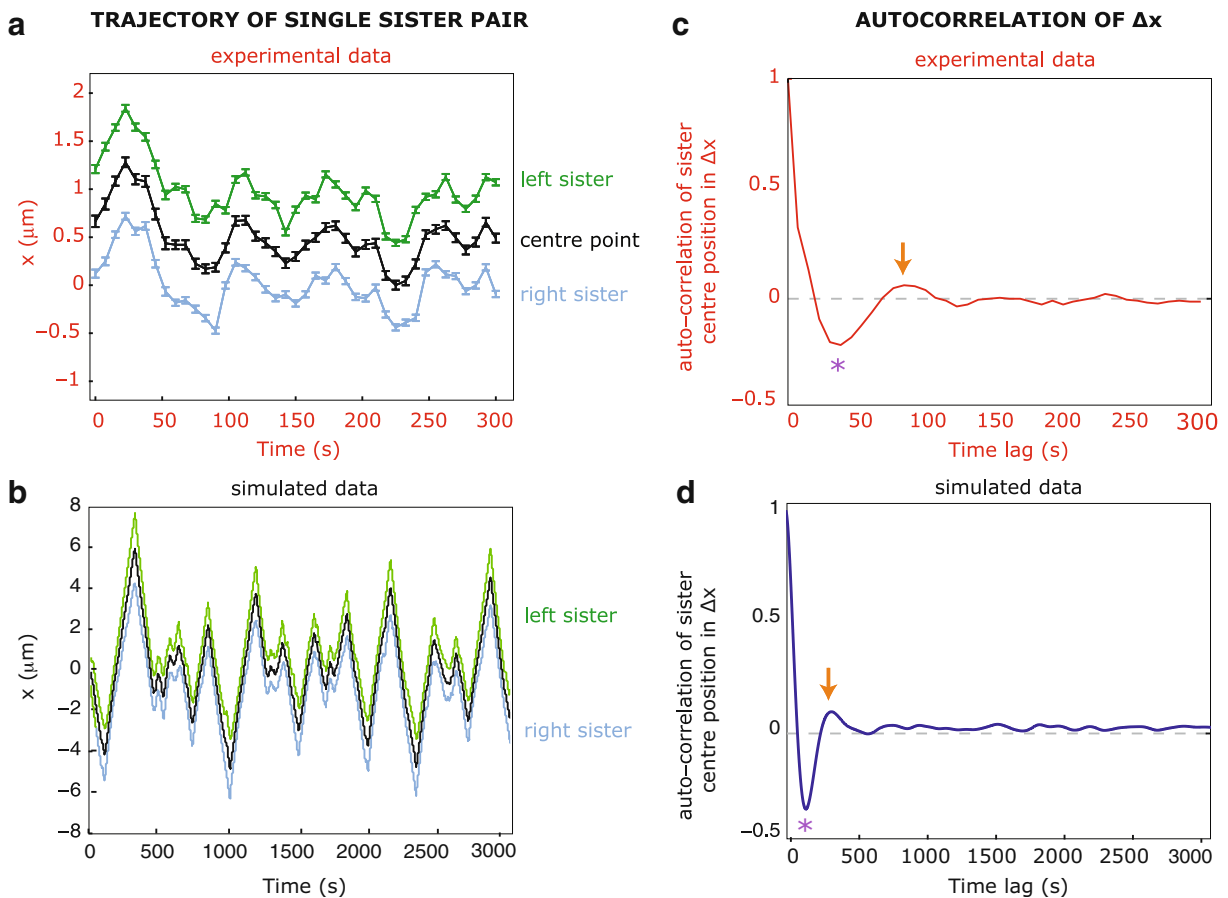 a
TRAJECTORY OF SINGLE SISTER PAIR
experimental data
2
1.5
1
0.5
0
−0.5
−1
x (μm)
left sister
centre point
right sister
0 50 100 150 200 250 300
Time (s)
b
simulated data
8
6
4
2
0
−2
−4
−6
−8
x (μm)
left sister
right sister
0 500 1000 1500 2000 2500 3000
Time (s)
c
AUTOCORRELATION OF Δx
experimental data
1
0.5
0
−0.5
auto−correlation of sister
centre position in Δx
*
0 50 100 150 200 250 300
Time lag (s)
d
simulated data
1
0.5
0
−0.5
auto−correlation of sister
centre position in Δx
*
0 500 1000 1500 2000 2500 3000
Time lag (s)